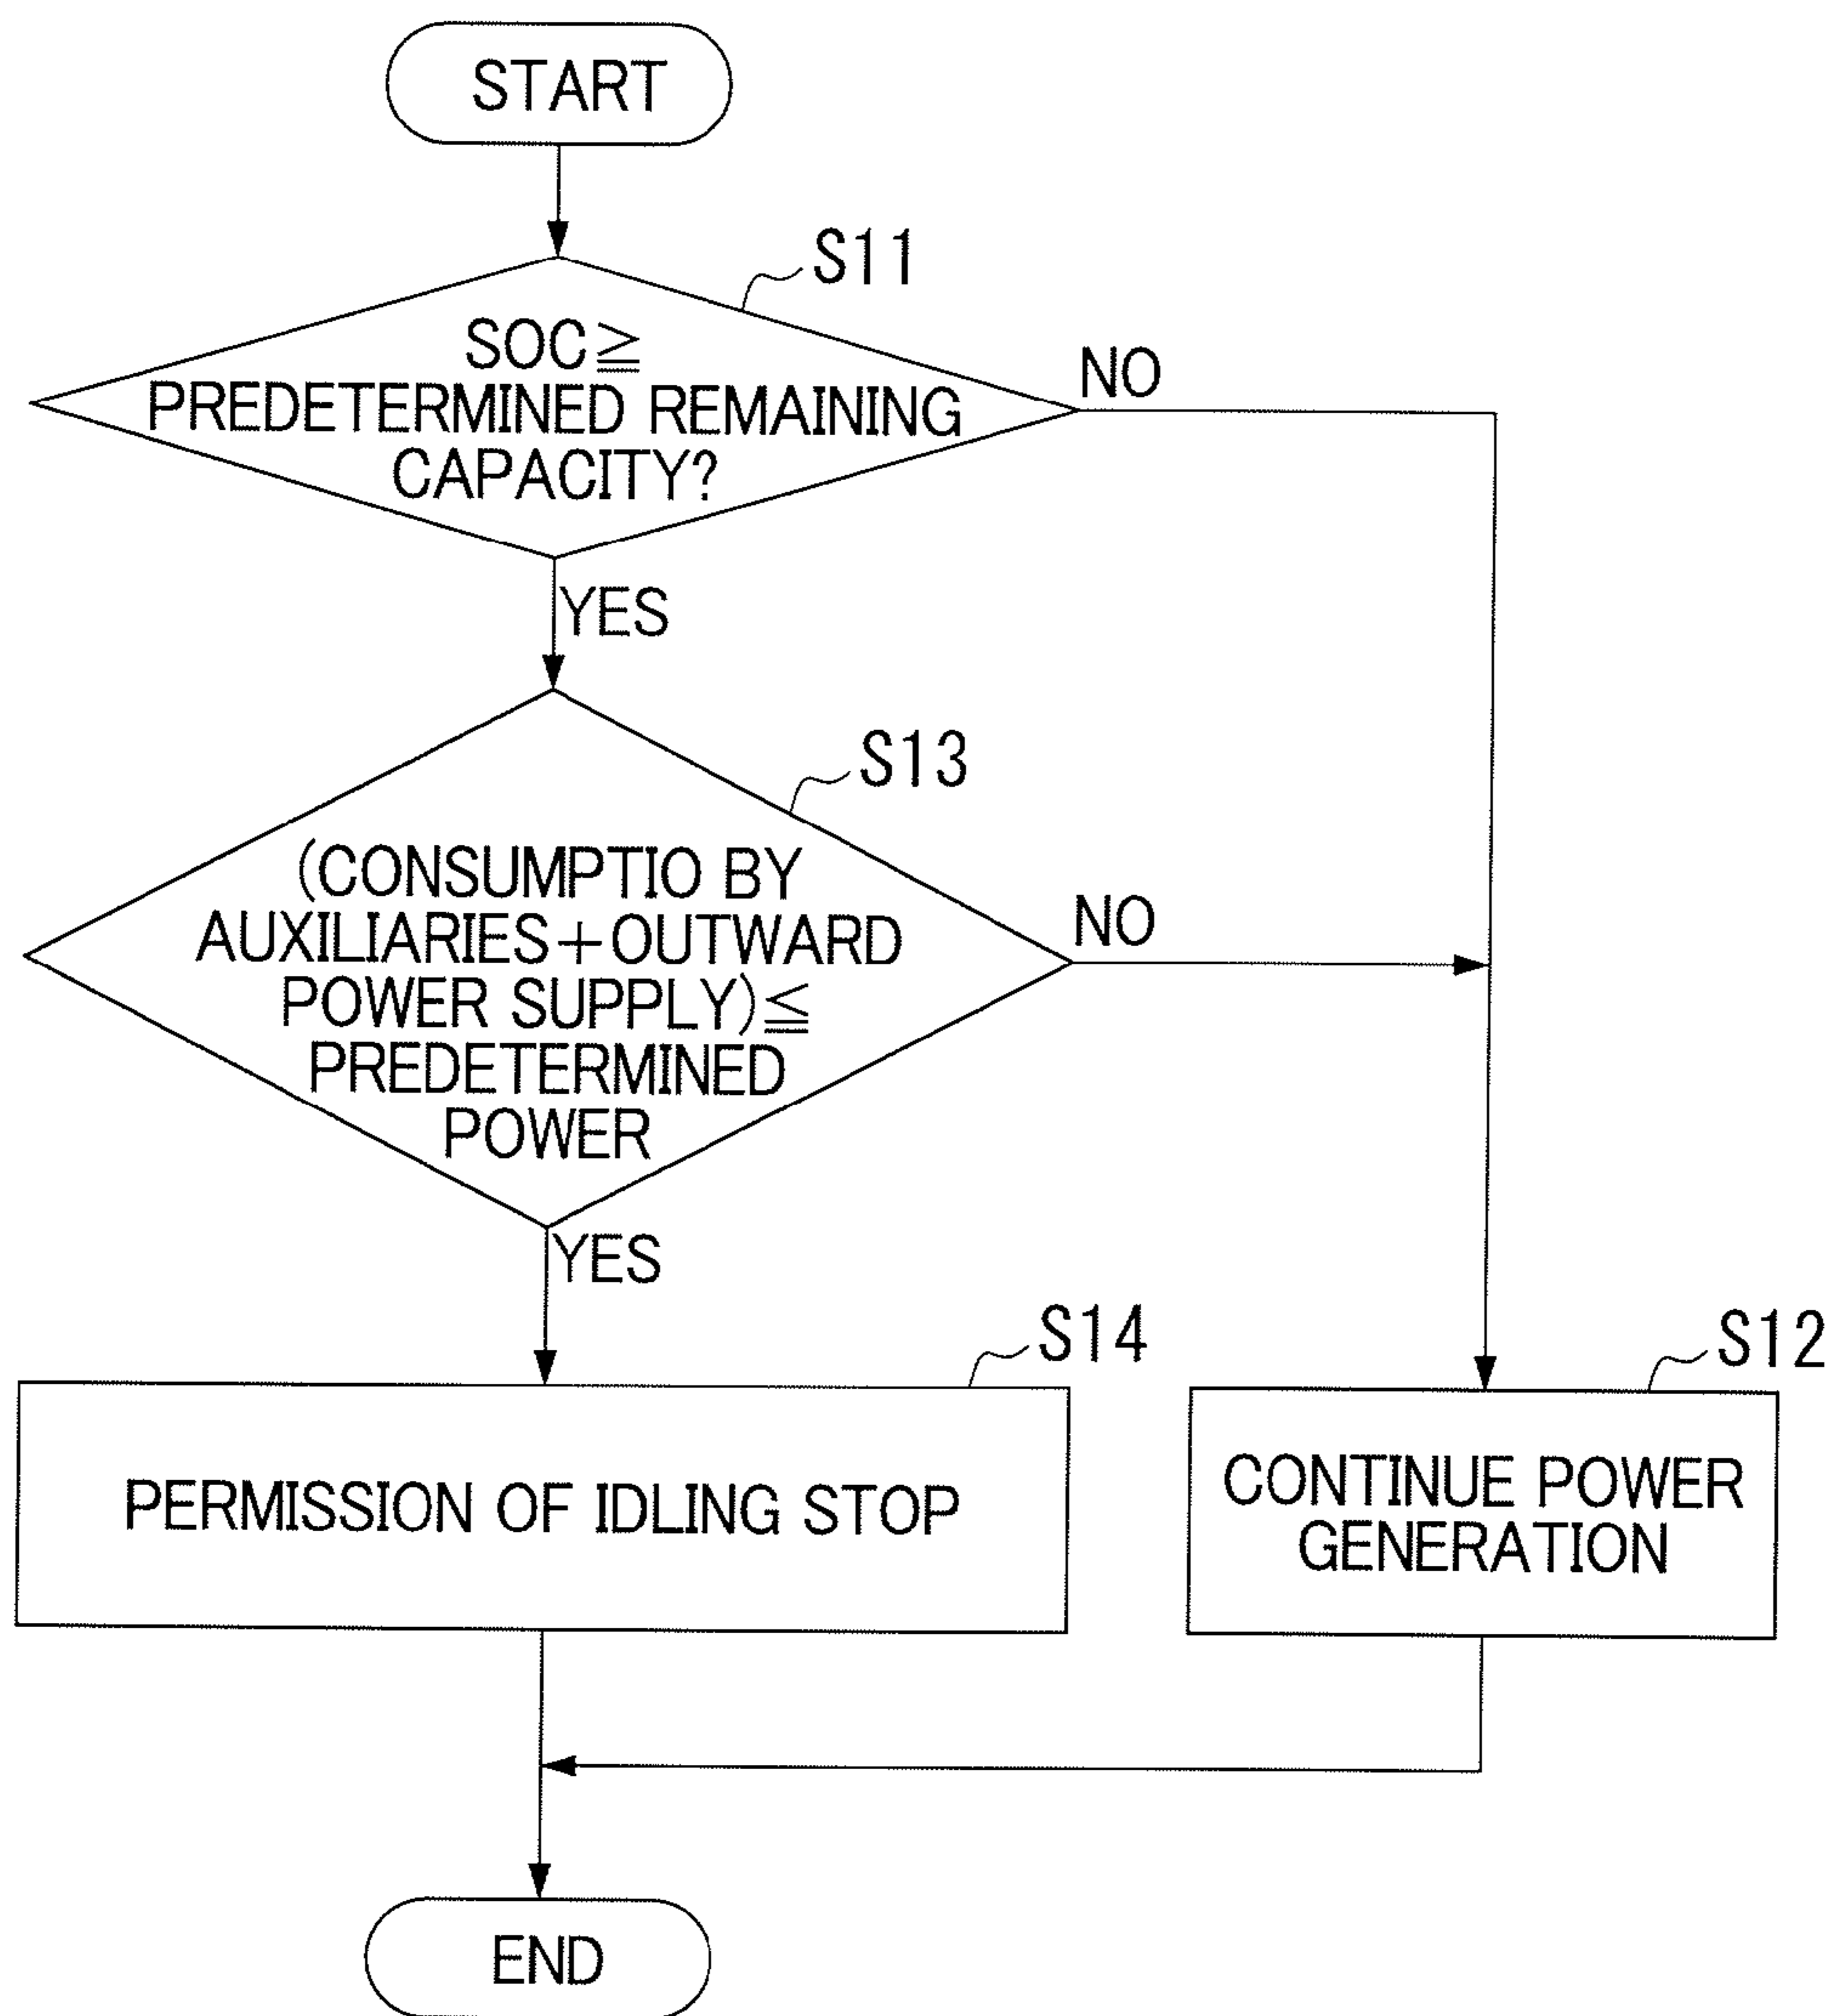 START
S11
SOC≧
PREDETERMINED REMAINING
CAPACITY?
NO
YES
S13
(CONSUMPTIO BY
AUXILIARIES+OUTWARD
POWER SUPPLY)≦
PREDETERMINED
POWER
NO
YES
S14
PERMISSION OF IDLING STOP
S12
CONTINUE POWER
GENERATION
END